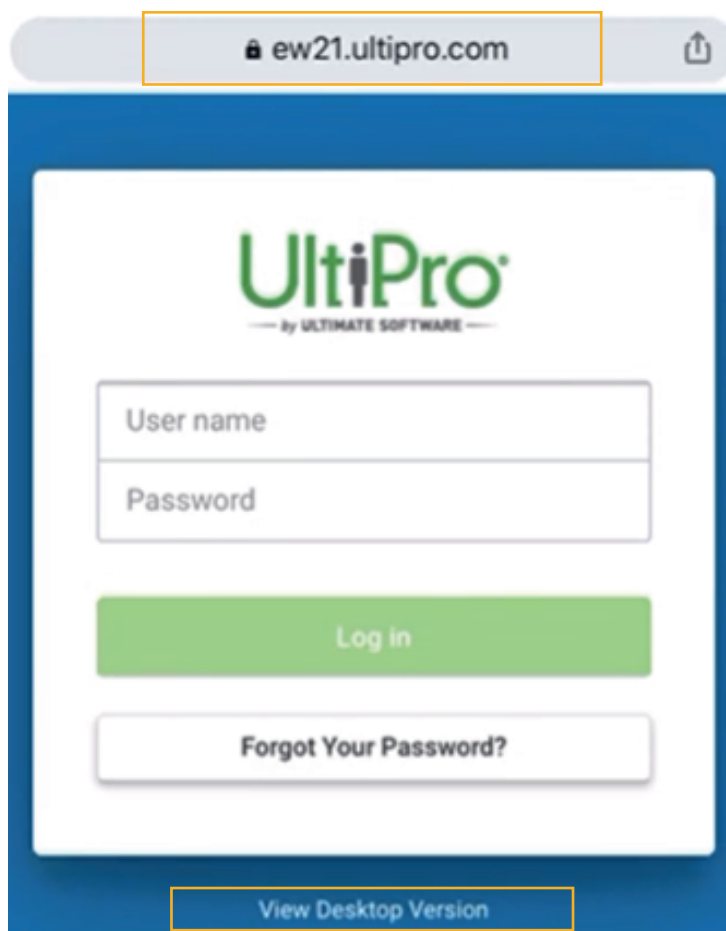 ew21.ultipro.com
UltiPro®
by ULTIMATE SOFTWARE
User name
Password
Log in
Forgot Your Password?
View Desktop Version